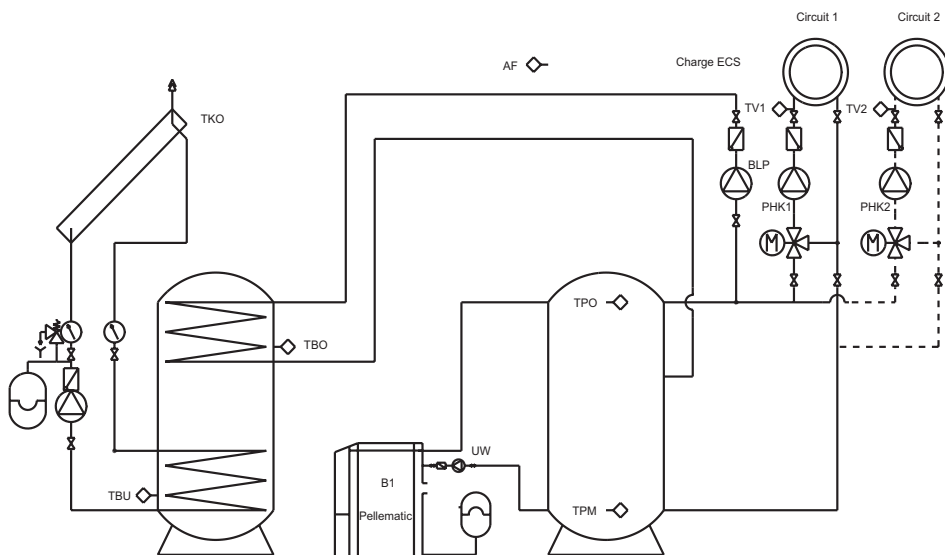 Circuit 1
Circuit 2
AF
Charge ECS
TKO
TV1
TV2
BLP
PHK1
PHK2
M
M
TPO
TBO
UW
B1
TBU
Pellematic
TPM